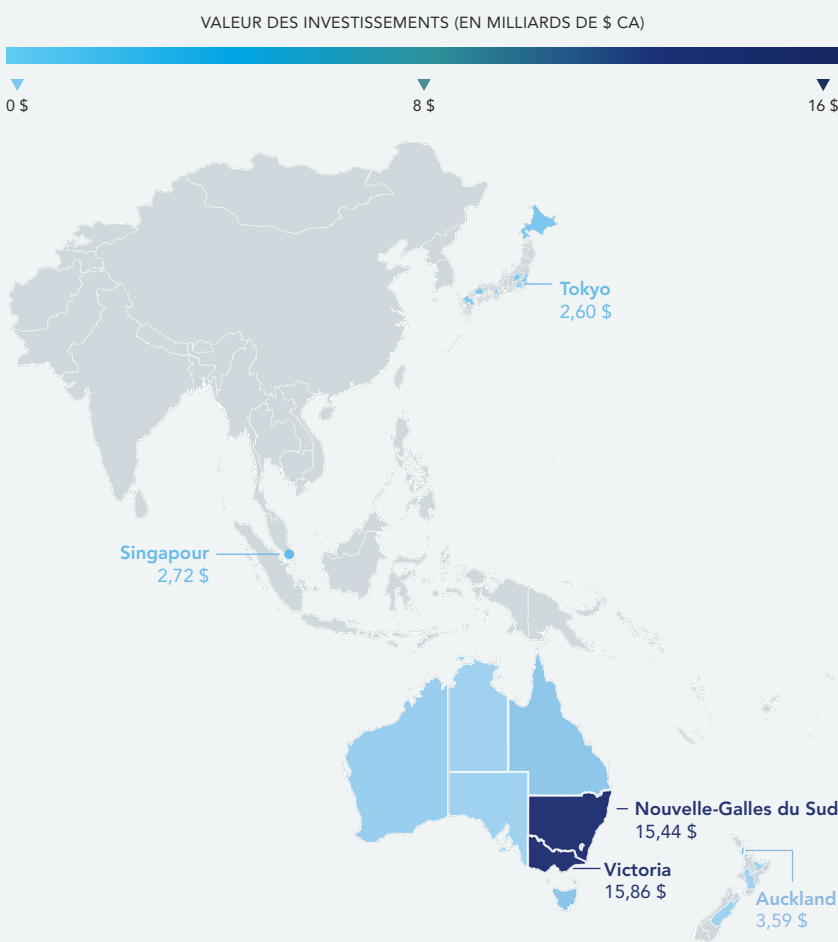 VALEUR DES INVESTISSEMENTS (EN MILLIARDS DE $ CA)
0 $ 8 $ 16 $
Tokyo
2,60 $
Singapour
2,72 $
Nouvelle-Galles du Sud
15,44 $
Victoria
15,86 $
Auckland
3,59 $